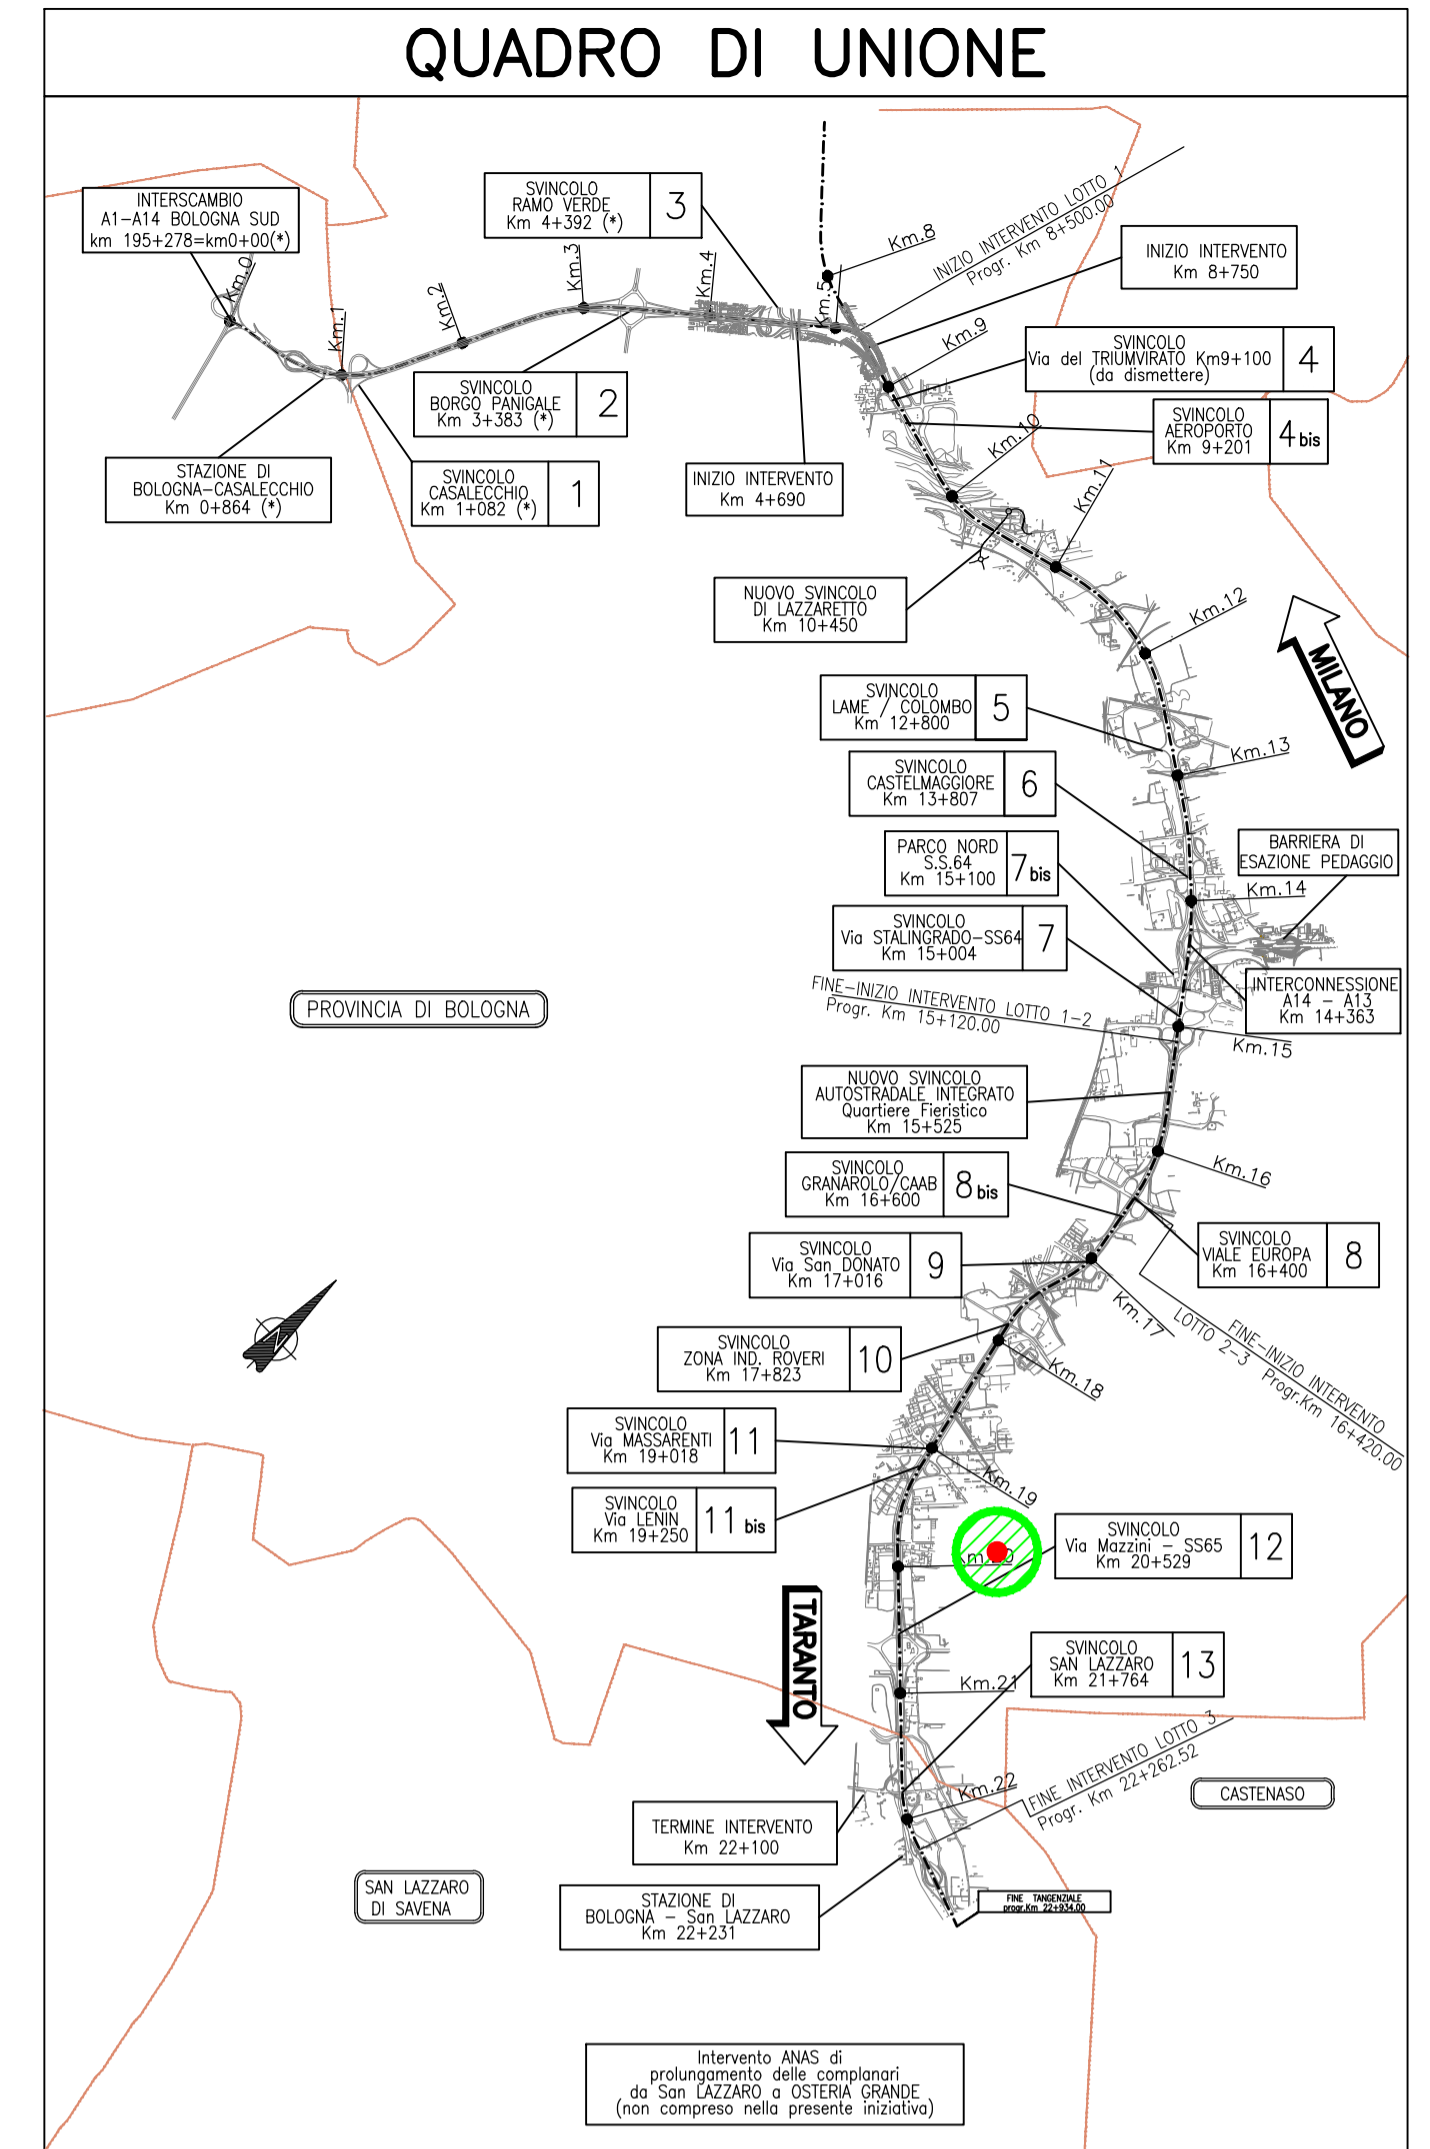 QUADRO DI UNIONE
INTERSCAMBIO
A1-A14 BOLOGNA SUD
km 195+278=km0+00(*)
SVINCOLO
RAMO VERDE
Km 4+392 (*)
3
INIZIO INTERVENTO LOTTO 1
Progr. Km 8+500.00
INIZIO INTERVENTO
Km 8+750
Km.0
Km.1
Km.2
Km.3
Km.4
Km.5
Km.8
Km.9
SVINCOLO
Via del TRIUMVIRATO Km9+100
(da dismettere)
4
SVINCOLO
BORGO PANIGALE
Km 3+383 (*)
2
SVINCOLO
AEROPORTO
Km 9+201
4 bis
STAZIONE DI
BOLOGNA-CASALECCHIO
Km 0+864 (*)
SVINCOLO
CASALECCHIO
Km 1+082 (*)
1
INIZIO INTERVENTO
Km 4+690
Km.10
Km.11
NUOVO SVINCOLO
DI LAZZARETTO
Km 10+450
Km.12
MILANO
SVINCOLO
LAME / COLOMBO
Km 12+800
5
Km.13
SVINCOLO
CASTELMAGGIORE
Km 13+807
6
PARCO NORD
S.S.64
Km 15+100
7 bis
BARRIERA DI
ESAZIONE PEDAGGIO
Km.14
SVINCOLO
Via STALINGRADO-SS64
Km 15+004
7
INTERCONNESSIONE
A14 - A13
Km 14+363
FINE-INIZIO INTERVENTO LOTTO 1-2
Progr. Km 15+120.00
PROVINCIA DI BOLOGNA
Km.15
NUOVO SVINCOLO
AUTOSTRADALE INTEGRATO
Quartiere Fieristico
Km 15+525
Km.16
SVINCOLO
GRANAROLO/CAAB
Km 16+600
8 bis
SVINCOLO
VIALE EUROPA
Km 16+400
8
SVINCOLO
Via San DONATO
Km 17+016
9
Km.17
FINE-INIZIO INTERVENTO
LOTTO 2-3 Progr.Km 16+420.00
SVINCOLO
ZONA IND. ROVERI
Km 17+823
10
Km.18
SVINCOLO
Via MASSARENTI
Km 19+018
11
Km.19
SVINCOLO
Via LENIN
Km 19+250
11 bis
SVINCOLO
Via Mazzini - SS65
Km 20+529
12
TARANTO
SVINCOLO
SAN LAZZARO
Km 21+764
13
Km.21
FINE INTERVENTO LOTTO 3
Progr. Km 22+262.52
Km.22
CASTENASO
TERMINE INTERVENTO
Km 22+100
SAN LAZZARO
DI SAVENA
STAZIONE DI
BOLOGNA - San LAZZARO
Km 22+231
FINE TANGENZIALE
progr.Km 22+934.00
Intervento ANAS di
prolungamento delle complanari
da San LAZZARO a OSTERIA GRANDE
(non compreso nella presente iniziativa)